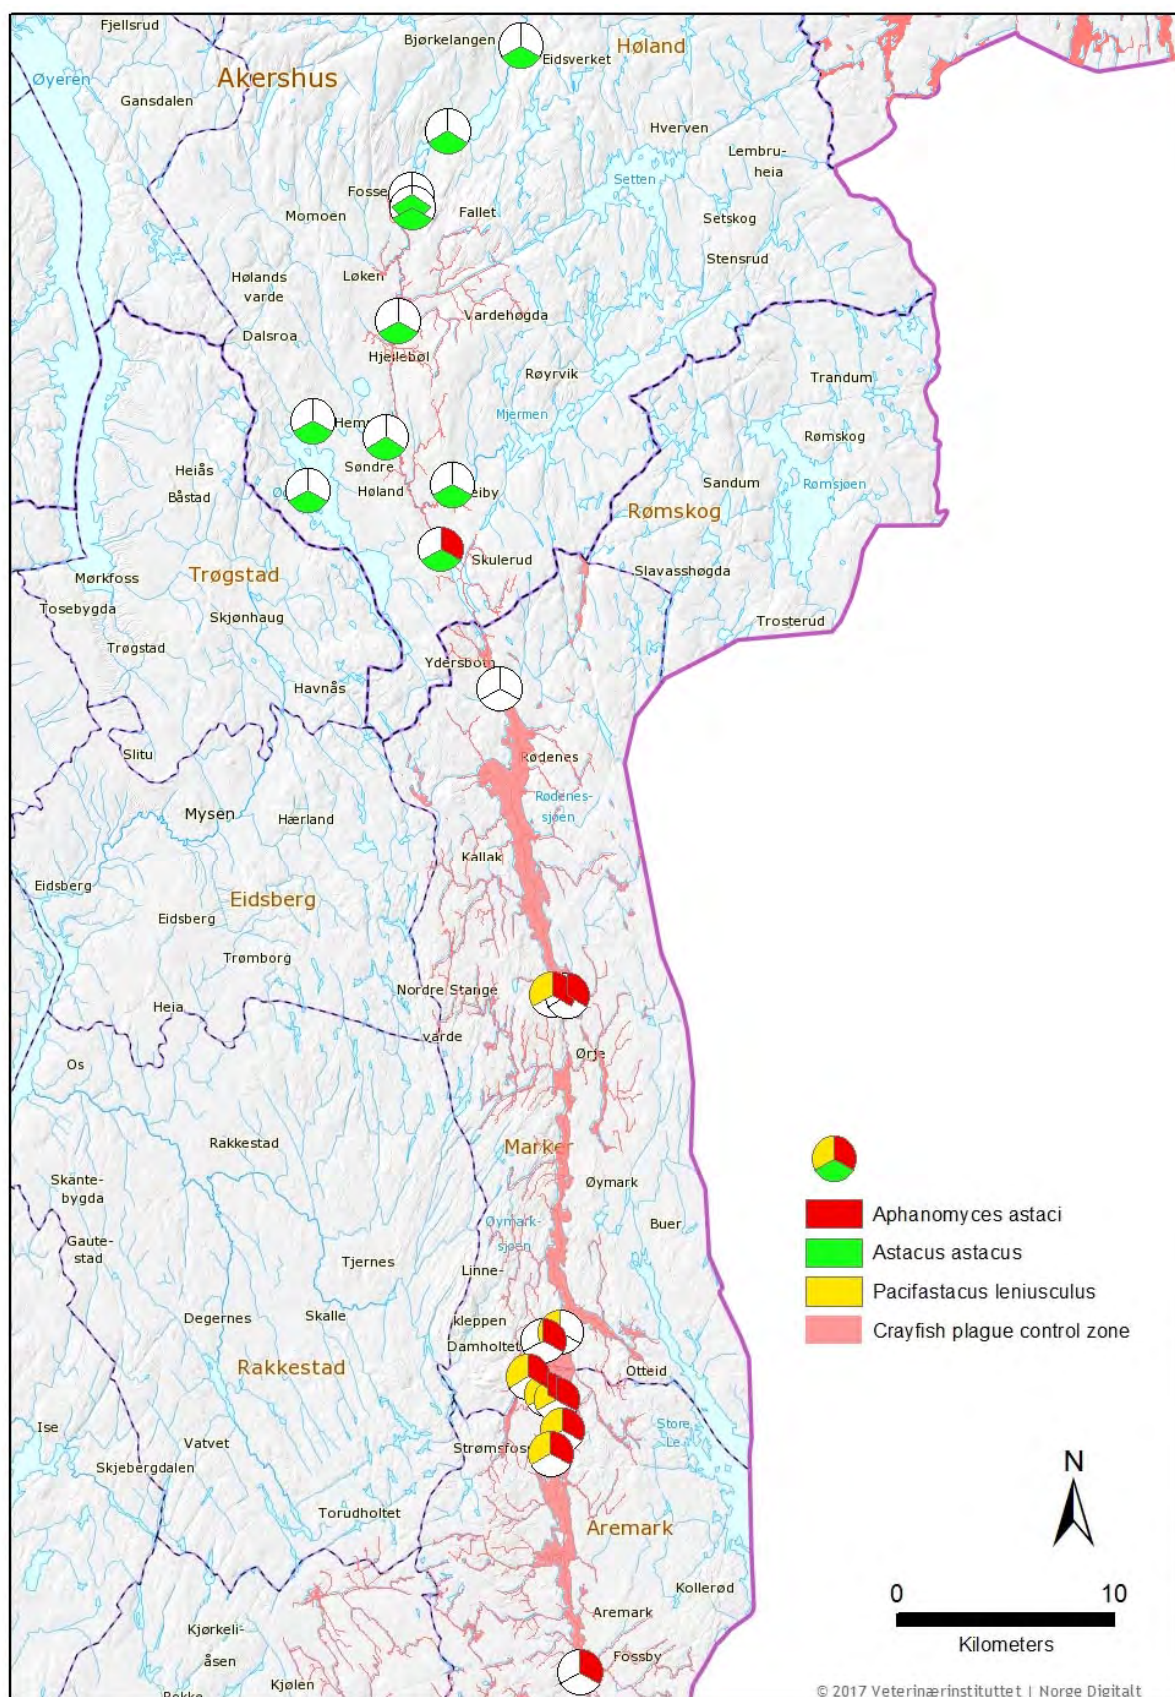 Fjellsrud
Bjørkelangen
Høland
Eidsverket
Øyeren
Akershus
Gansdalen
Hverven
Lembru-
heia
Setten
Fosse
Momoen
Fallet
Setskog
Stensrud
Hølands
varde
Løken
Vardehøgda
Dalsroa
Hjellebøl
Røyrvik
Trandum
Mjermen
Rømskog
Hem
Søndre
Høland
Heiås
Båstad
eiby
Sandum
Rømsjøen
Rømskog
Mørkfoss
Trøgstad
Skulerud
Slavasshøgda
Tosebygda
Skjønhaug
Trosterud
Trøgstad
Ydersbotn
Havnås
Slitu
Rødenes
Rødenes-
sjøen
Mysen
Hærland
Kallak
Eidsberg
Eidsberg
Eidsberg
Trømborg
Nordre Stange
varde
Heia
Os
Ørje
Rakkestad
Marker
Skänte-
bygda
Øymark
Gaute-
stad
Øymark-
sjøen
Buer
Tjernes
Linne-
kleppen
Degernes
Skalle
Damholtet
Rakkestad
Otteid
Ise
Vatvet
Strømsfoss
Store
Le
Skjebergdalen
Torudholtet
Aremark
Kollerød
Aremark
Kjørkeli-
åsen
Fossby
Kjølen
Aphanomyces astaci
Astacus astacus
Pacifastacus leniusculus
Crayfish plague control zone
N
0 10
Kilometers
© 2017 Veterinærinstituttet | Norge Digitalt